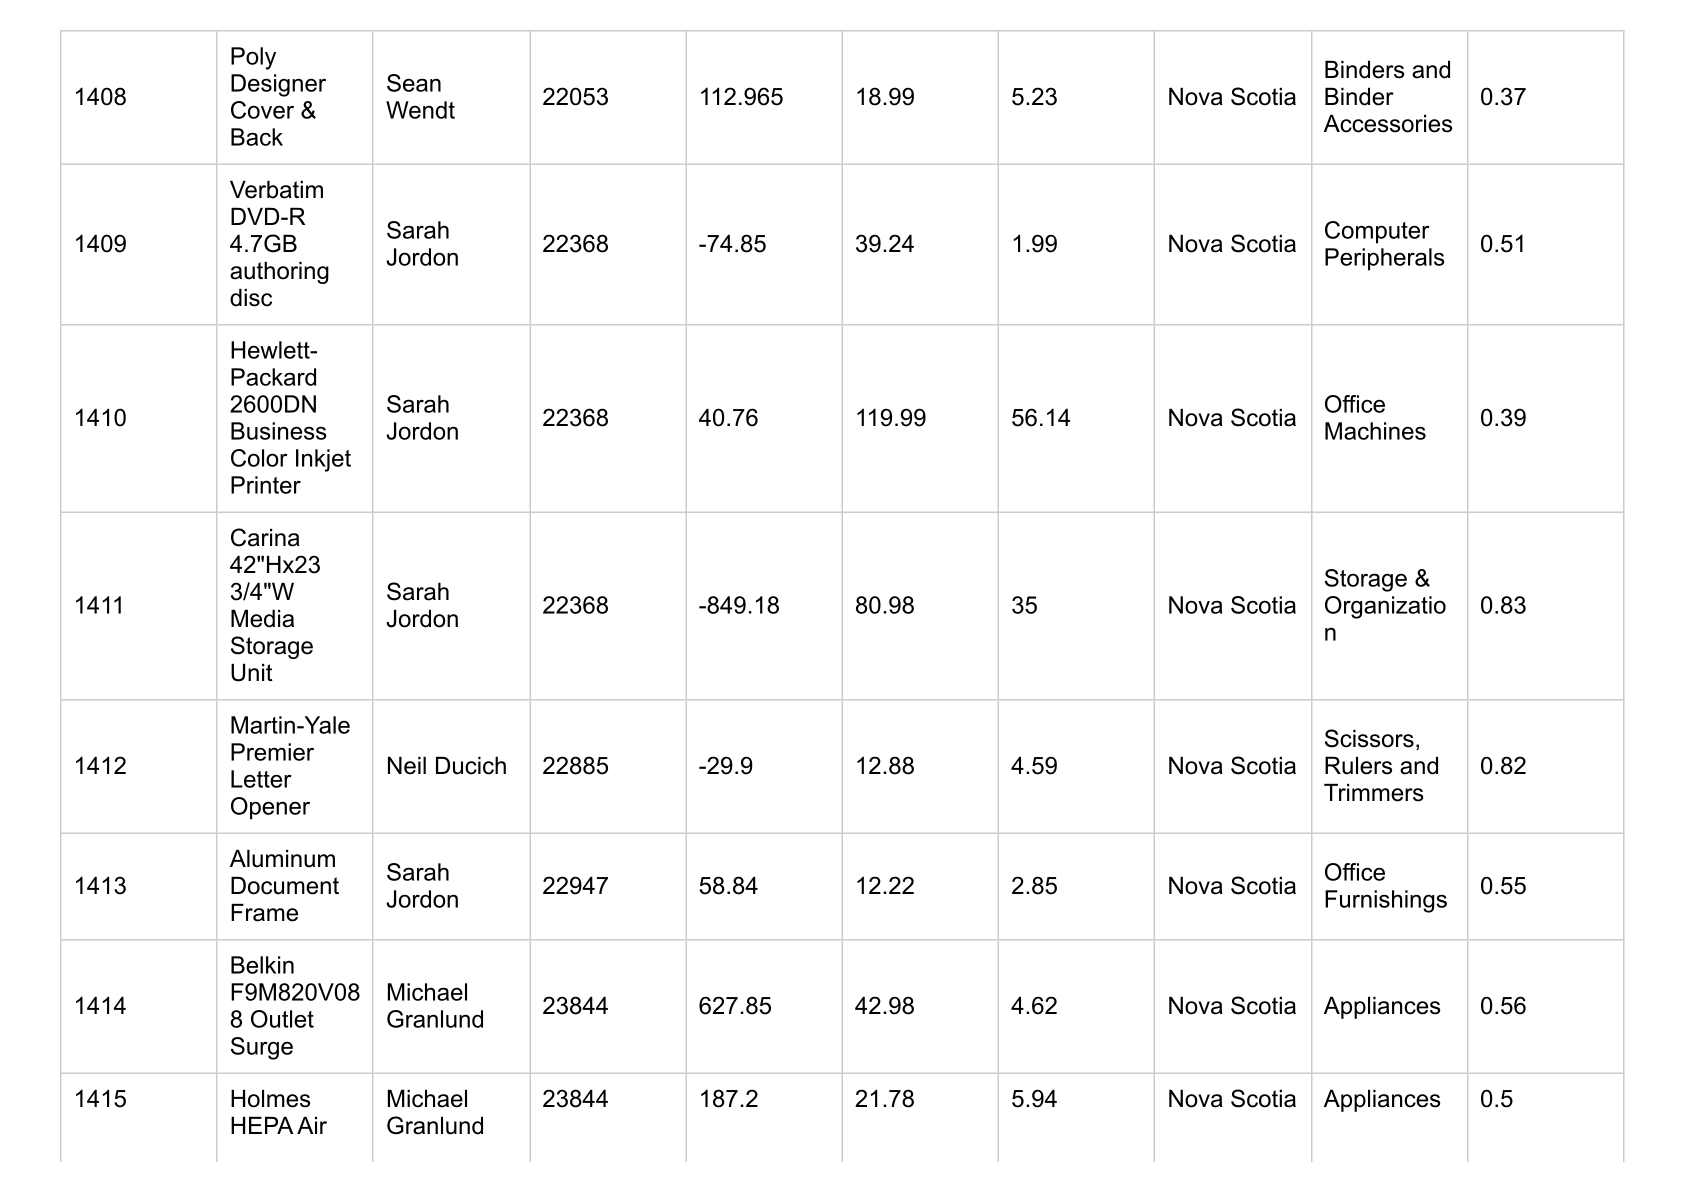 1408
Poly
Designer
Cover &
Back
Sean
Wendt
22053
112.965
18.99
5.23
Nova Scotia
Binders and
Binder
Accessories
0.37
1409
Verbatim
DVD-R
4.7GB
authoring
disc
Sarah
Jordon
22368
-74.85
39.24
1.99
Nova Scotia
Computer
Peripherals
0.51
1410
Hewlett-
Packard
2600DN
Business
Color Inkjet
Printer
Sarah
Jordon
22368
40.76
119.99
56.14
Nova Scotia
Office
Machines
0.39
1411
Carina
42"Hx23
3/4"W
Media
Storage
Unit
Sarah
Jordon
22368
-849.18
80.98
35
Nova Scotia
Storage &
Organizatio
n
0.83
1412
Martin-Yale
Premier
Letter
Opener
Neil Ducich
22885
-29.9
12.88
4.59
Nova Scotia
Scissors,
Rulers and
Trimmers
0.82
1413
Aluminum
Document
Frame
Sarah
Jordon
22947
58.84
12.22
2.85
Nova Scotia
Office
Furnishings
0.55
1414
Belkin
F9M820V08
8 Outlet
Surge
Michael
Granlund
23844
627.85
42.98
4.62
Nova Scotia
Appliances
0.56
1415
Holmes
HEPA Air
Michael
Granlund
23844
187.2
21.78
5.94
Nova Scotia
Appliances
0.5